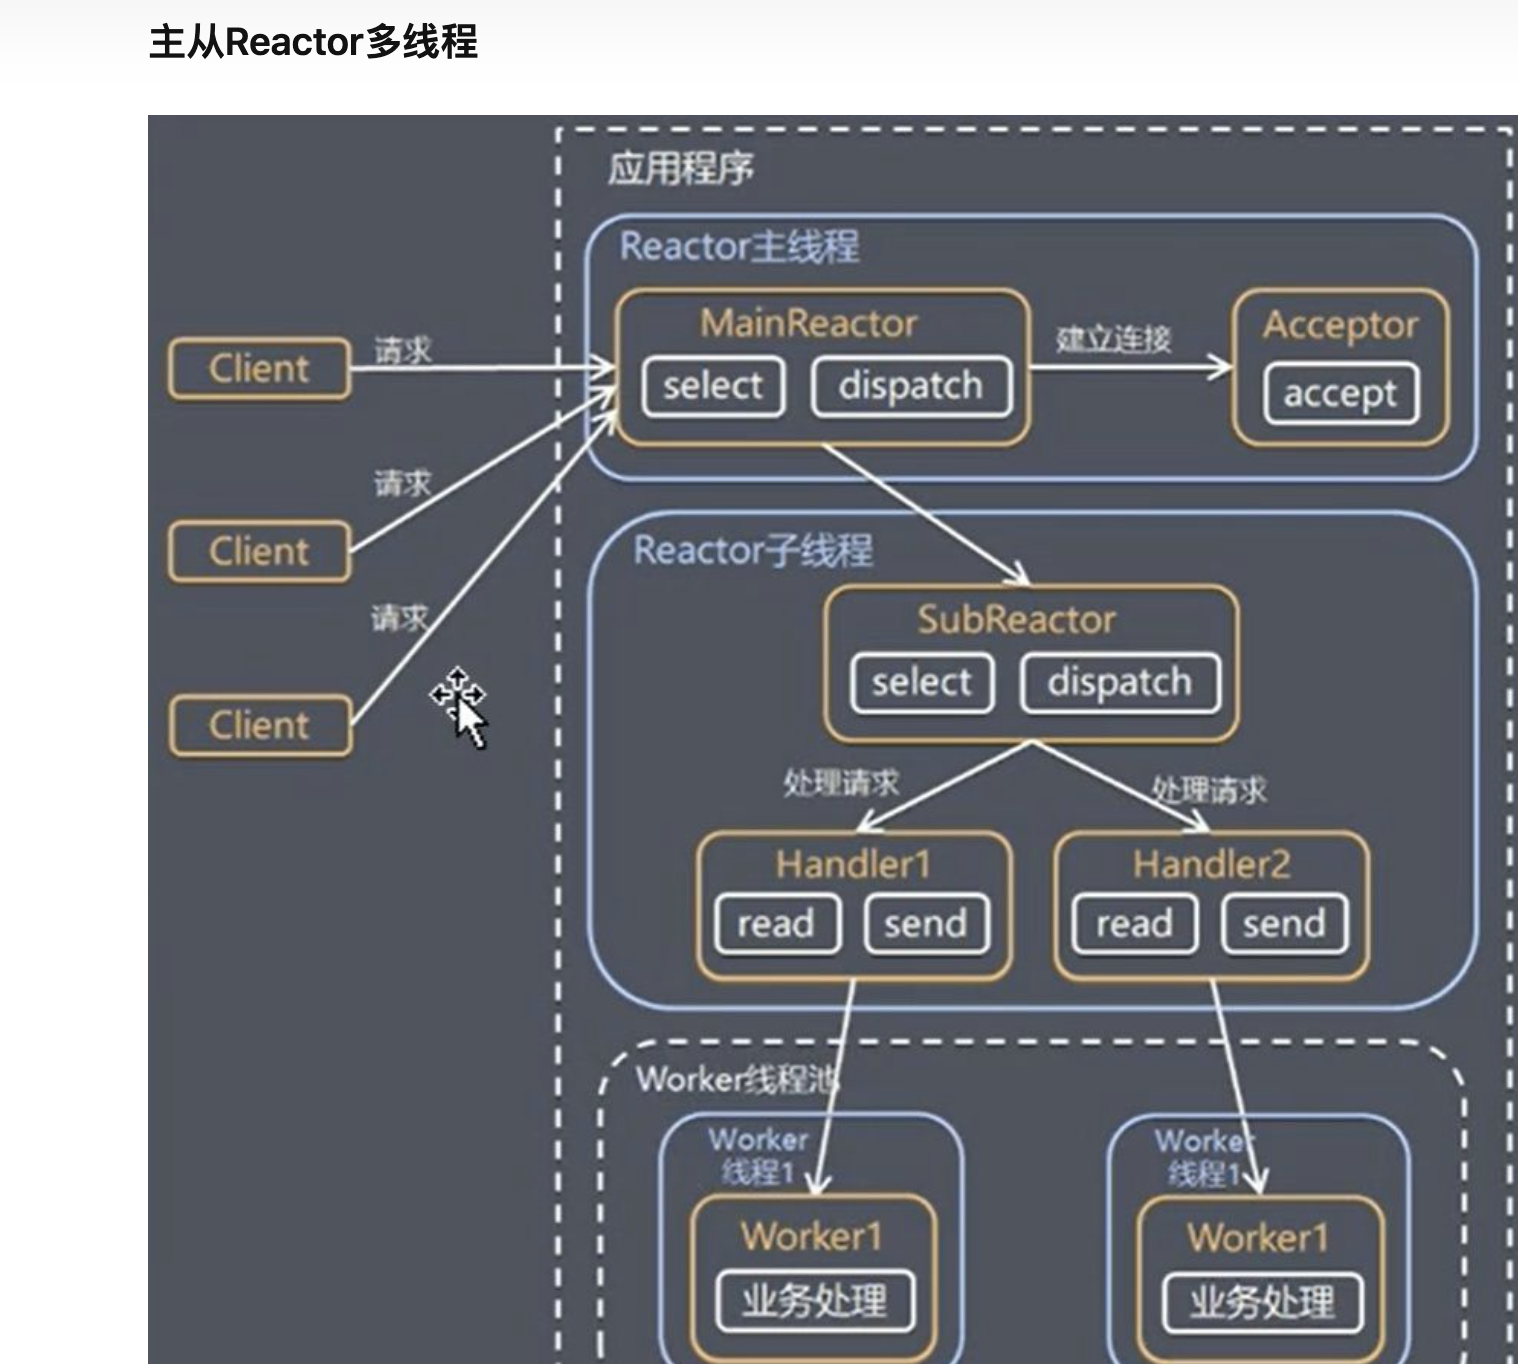 主从Reactor多线程
应用程序
Reactor主线程
MainReactor
select
dispatch
建立连接
Acceptor
accept
Client
请求
Client
请求
Client
请求
Reactor子线程
SubReactor
select
dispatch
处理请求
处理请求
Handler1
read
send
Handler2
read
send
Worker线程池
Worker
线程1
Worker1
业务处理
Worker
线程1
Worker1
业务处理